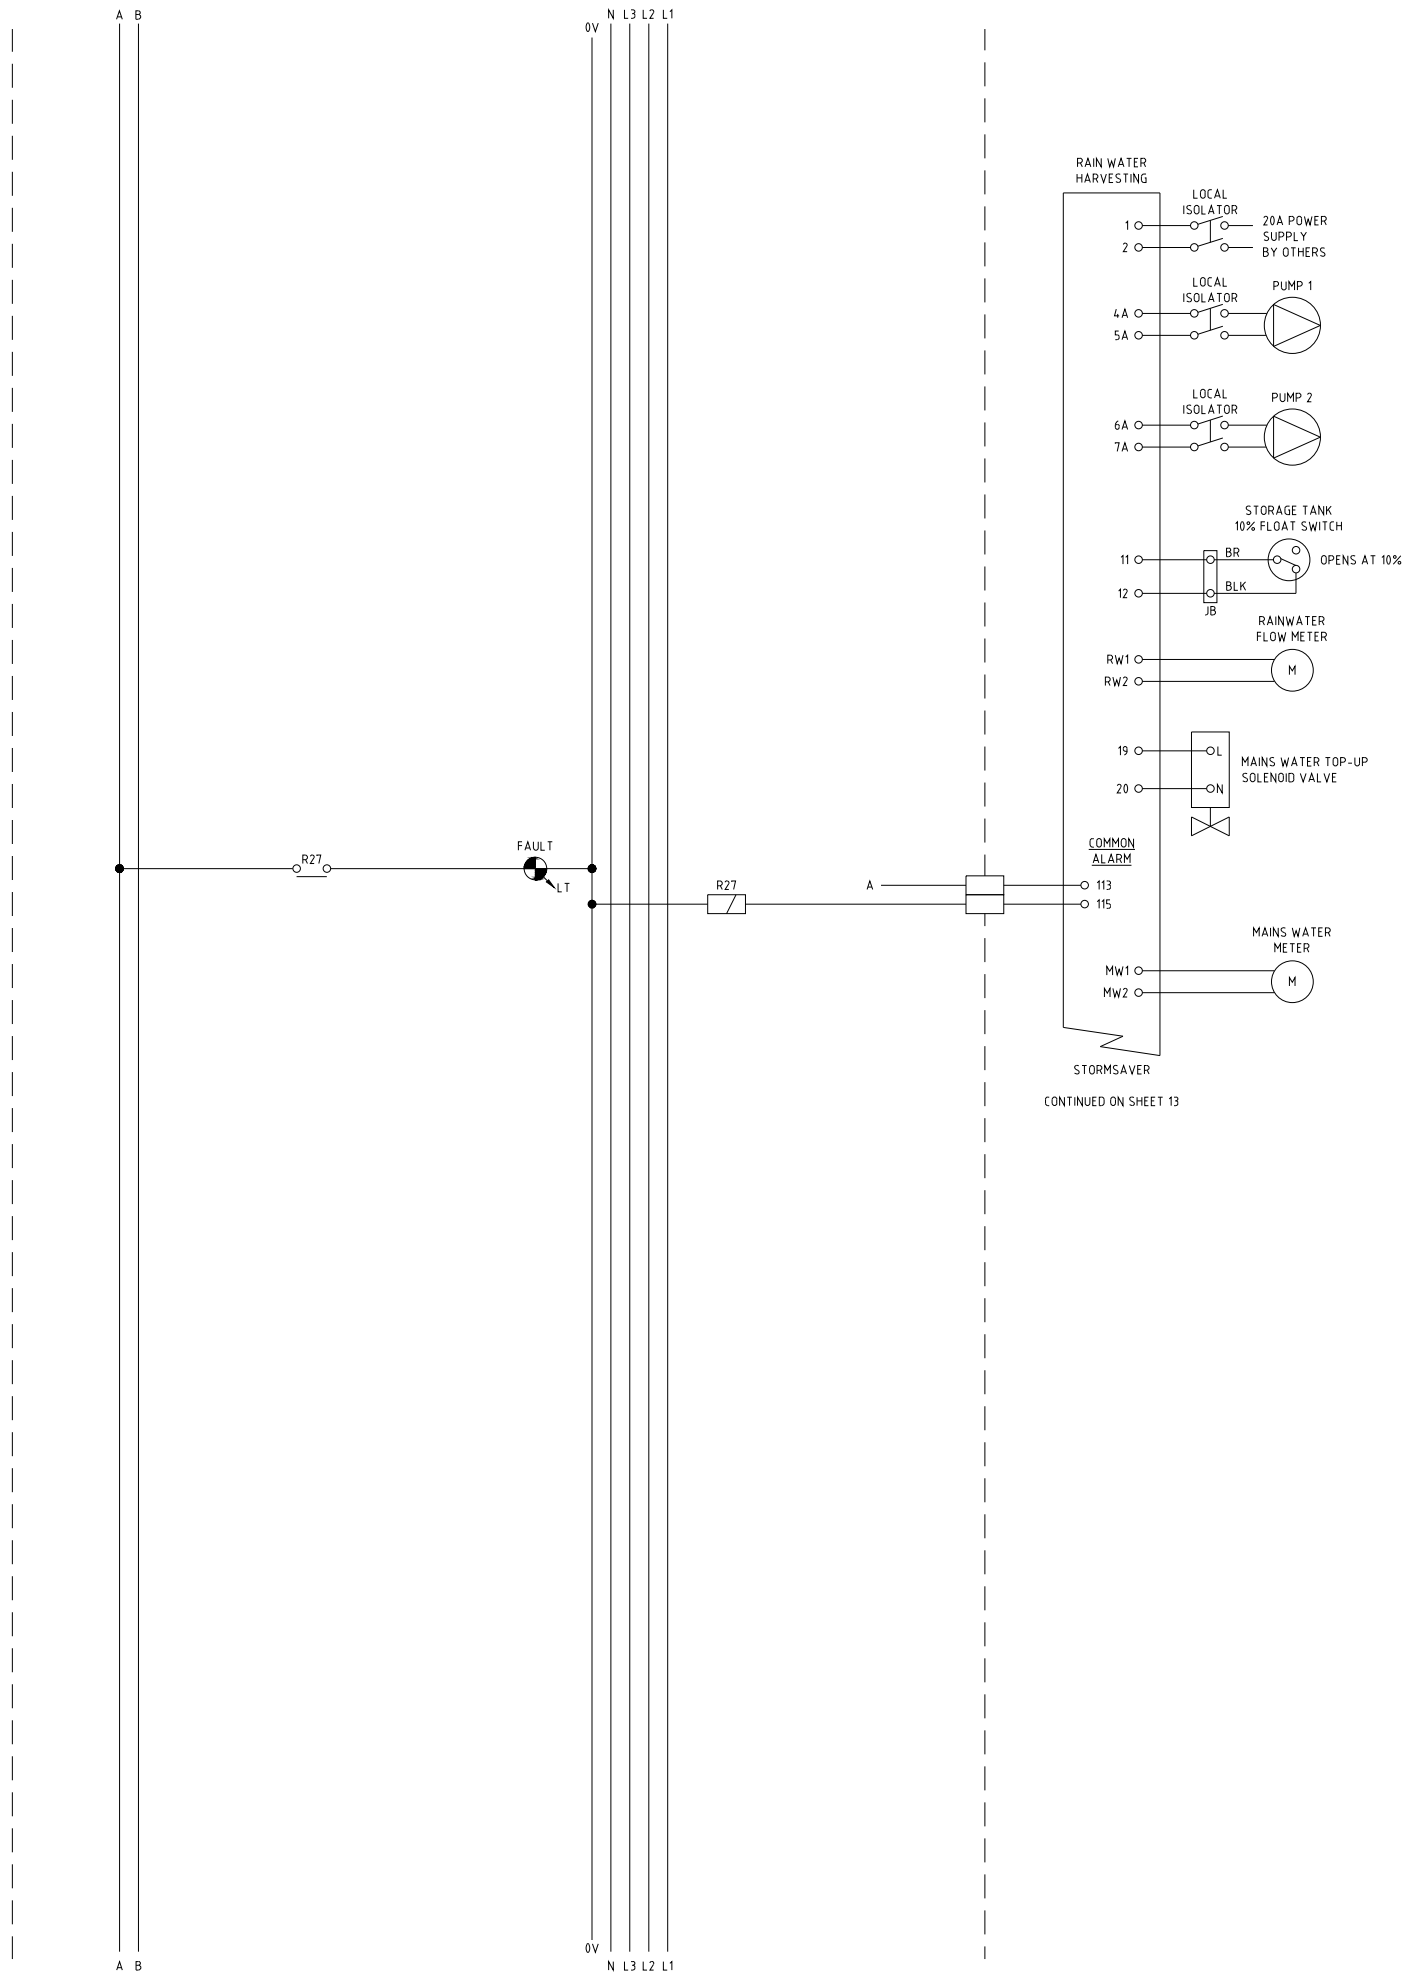 A B
0V
N L3 L2 L1
RAIN WATER
HARVESTING
LOCAL
ISOLATOR
1
2
20A POWER
SUPPLY
BY OTHERS
LOCAL
ISOLATOR
PUMP 1
4A
5A
LOCAL
ISOLATOR
PUMP 2
6A
7A
STORAGE TANK
10% FLOAT SWITCH
11
BR
OPENS AT 10%
12
BLK
JB
RAINWATER
FLOW METER
RW1
M
RW2
19
L
MAINS WATER TOP-UP
SOLENOID VALVE
20
N
COMMON
ALARM
FAULT
R27
LT
R27
A
113
115
MAINS WATER
METER
MW1
M
MW2
STORMSAVER
CONTINUED ON SHEET 13
0V
A B
N L3 L2 L1